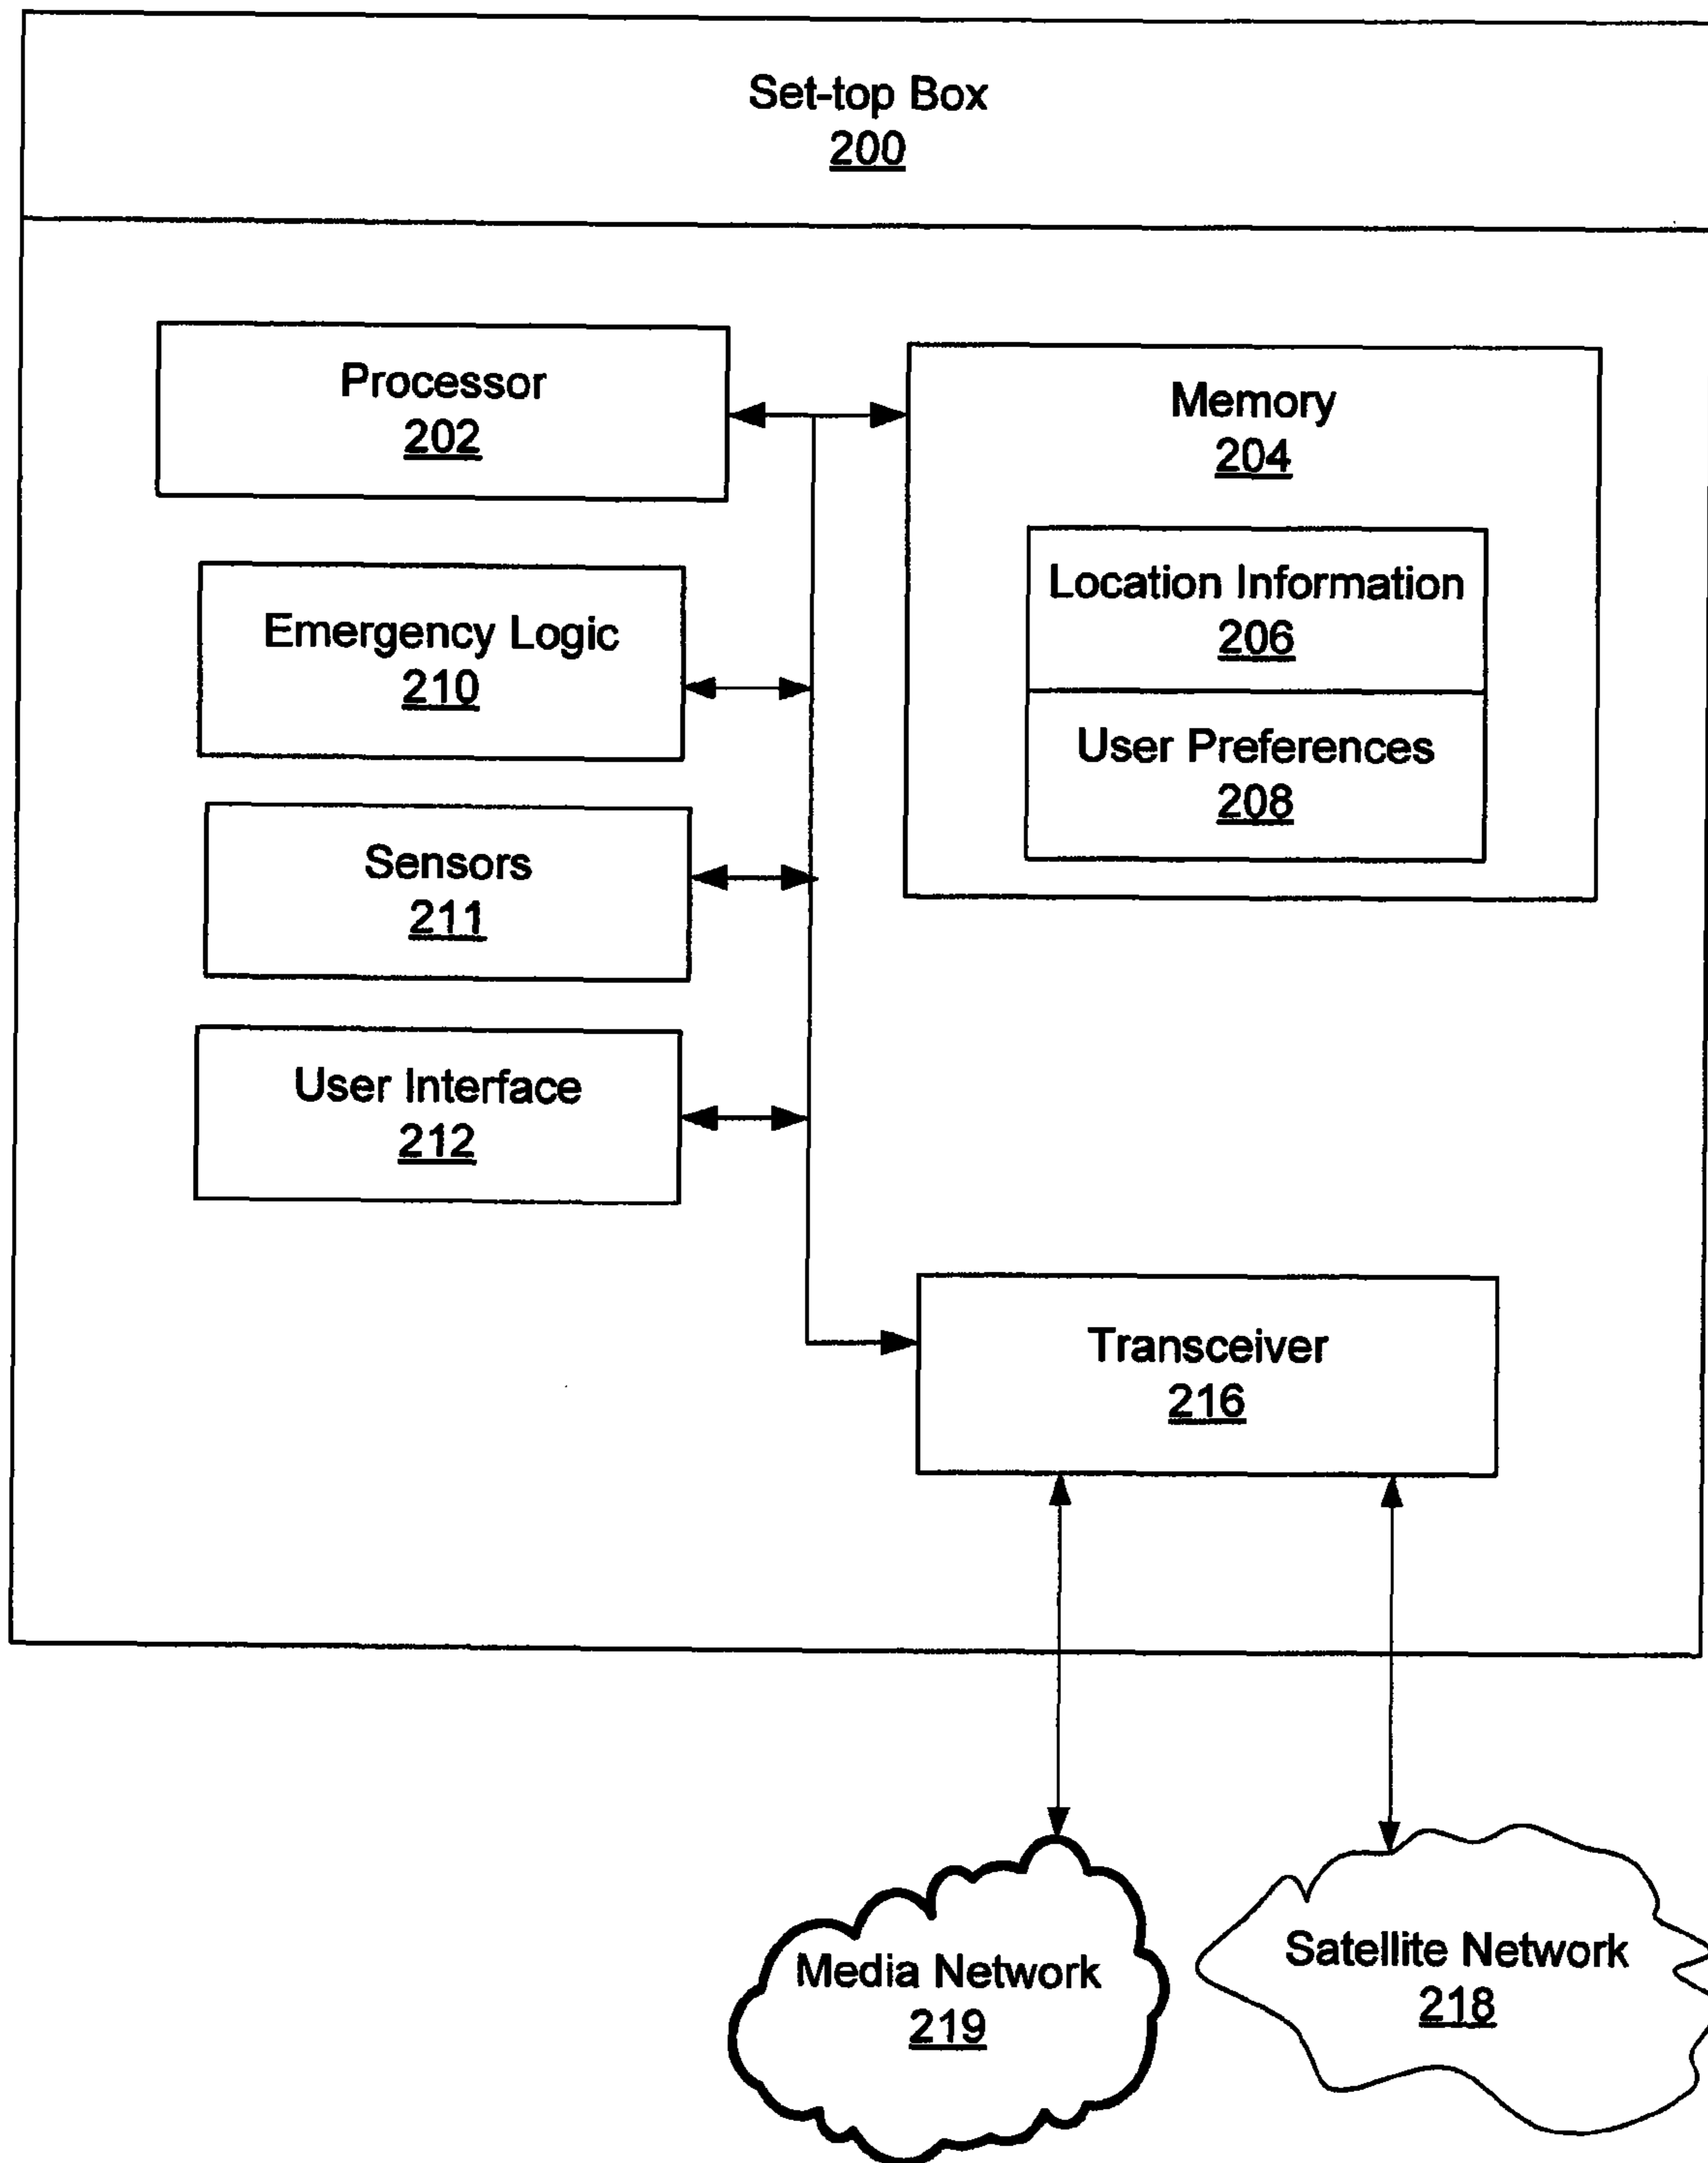 Set-top Box
200
Processor
202
Memory
204
Location Information
206
User Preferences
208
Emergency Logic
210
Sensors
211
User Interface
212
Transceiver
216
Media Network
219
Satellite Network
218